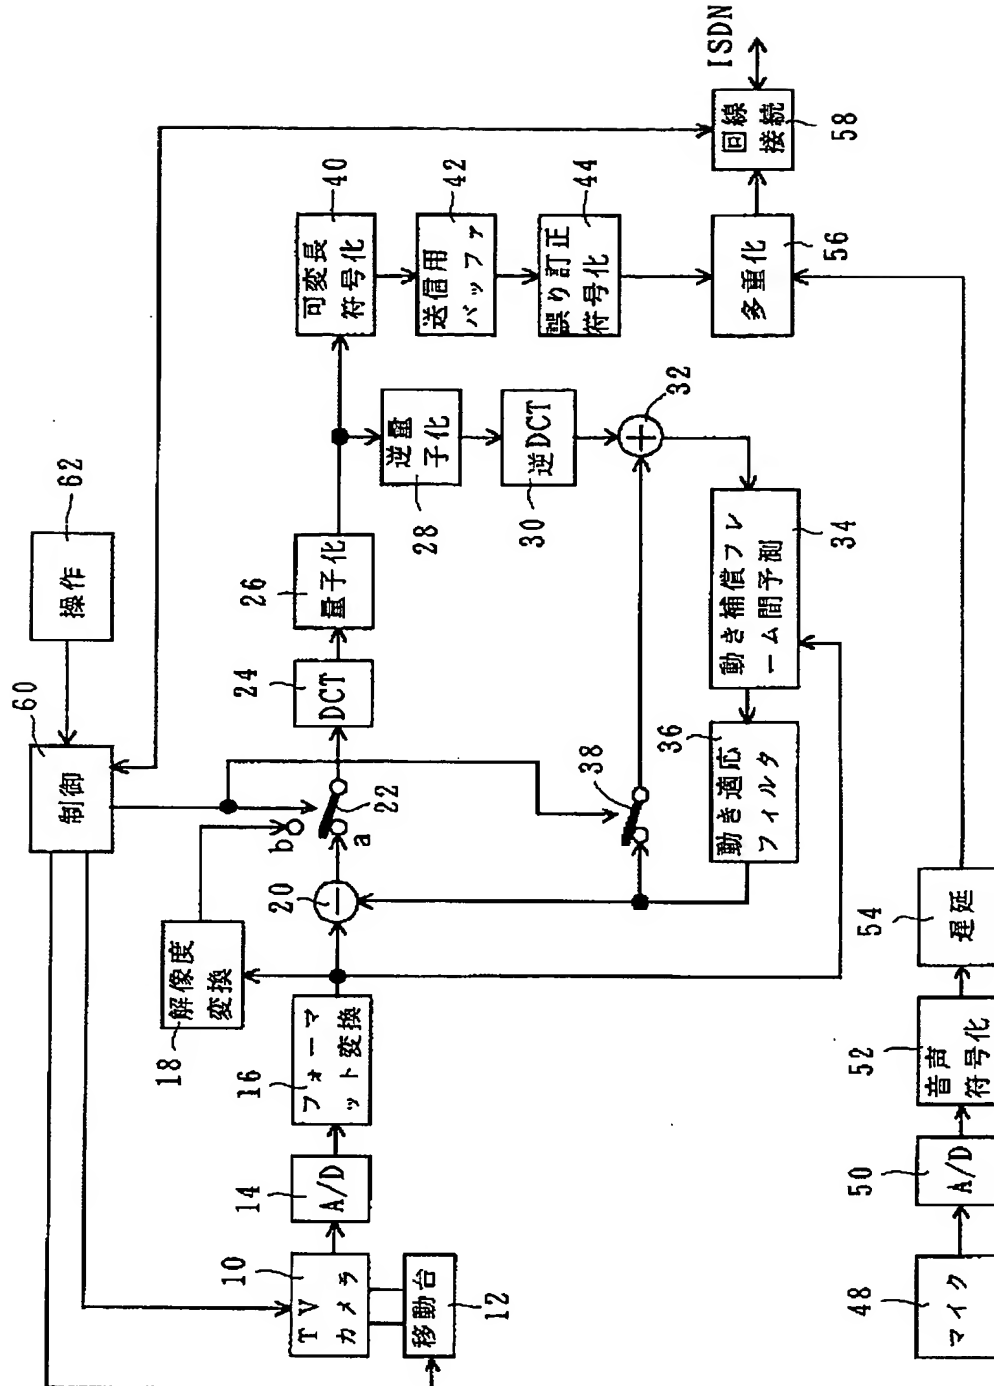 62
操作
60
制御
ISDN
回線
接続
58
40
可変長
符号化
42
送信用
バッファ
44
誤り訂正
符号化
多重化
56
18
解像度
変換
b
a
22
20
24
DCT
26
量子化
逆量
子化
28
逆DCT
30
32
10
TV
カメラ
移動台
12
14
A/D
16
フォーマ
ット変換
38
36
動き適応
フィルタ
動き補償フレ
ーム間予測
34
48
マイク
50
A/D
52
音声
符号化
54
遅延